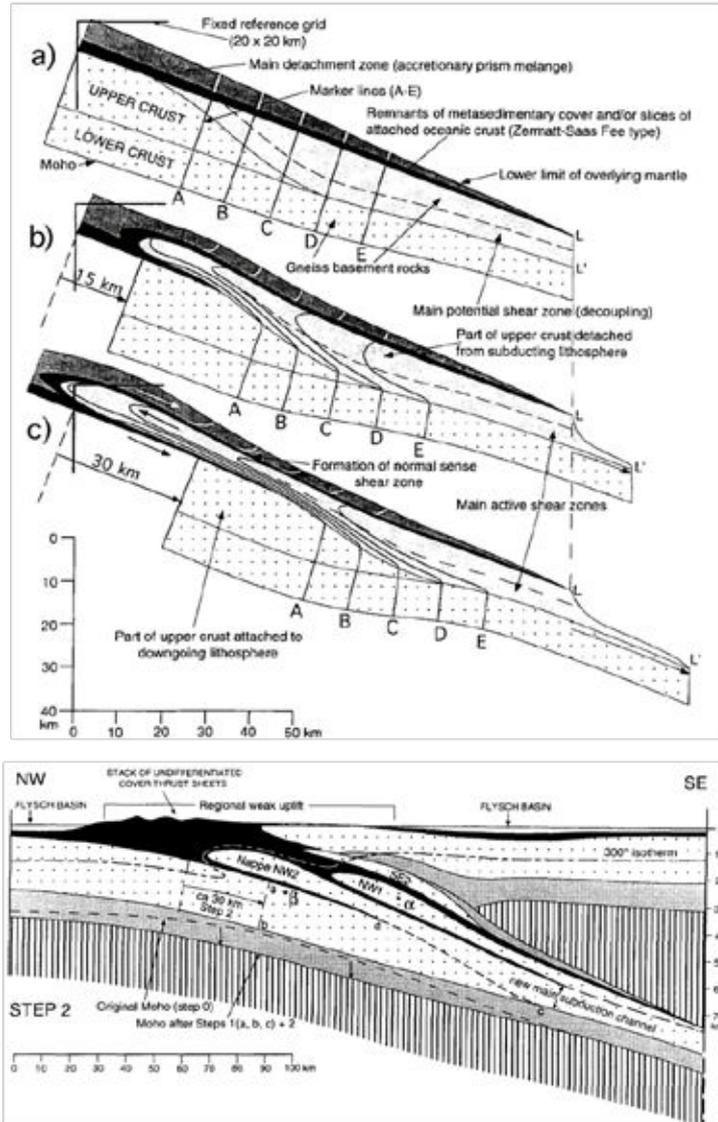 Fixed reference grid
(20 x 20 km)
a)
Main detachment zone (accretionary prism melange)
Marker lines (A-E)
UPPER CRUST
Remnants of metasedimentary cover and/or slices of
attached oceanic crust (Zermatt-Saas Fee type)
LOWER CRUST
Moho
Lower limit of overlying mantle
A
B
C
D
E
L
L'
b)
Gneiss basement rocks
Main potential shear zone (decoupling)
15 km
Part of upper crust detached
from subducting lithosphere
A
B
C
D
E
L
L'
c)
Formation of normal sense
shear zone
30 km
Main active shear zones
0
10
20
30
40
km
L
L'
A
B
C
D
E
Part of upper crust attached to
downgoing lithosphere
0
10
20
30
40
50 km
NW
STACK OF UNDIFFERENTIATED
COVER THRUST SHEETS
SE
FLYSCH BASIN
Regional weak uplift
FLYSCH BASIN
300° isotherm
Nappe NW2
NW1
SE2
α
a
β
ca 30 km
Step 2
b
new main subduction channel
c
Original Moho (step 0)
STEP 2
Moho after Steps 1(a, b, c) + 2
0 10 20 30 40 50 60 70 80 90 100 km